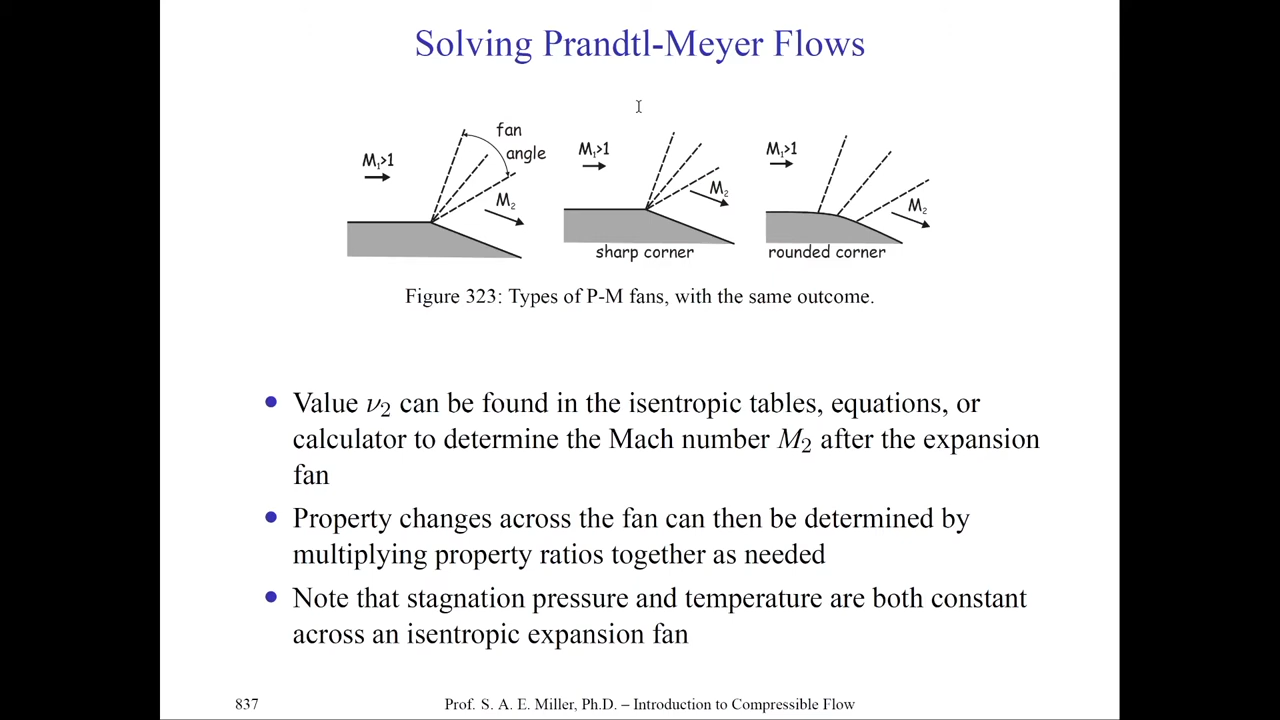 Solving Prandtl-Meyer Flows
fan
angle
M₁>1
M₂
M₁>1
M₂
sharp corner
M₁>1
M₂
rounded corner
Figure 323: Types of P-M fans, with the same outcome.
• Value ν₂ can be found in the isentropic tables, equations, or
calculator to determine the Mach number M₂ after the expansion
fan
• Property changes across the fan can then be determined by
multiplying property ratios together as needed
• Note that stagnation pressure and temperature are both constant
across an isentropic expansion fan
837
Prof. S. A. E. Miller, Ph.D. – Introduction to Compressible Flow